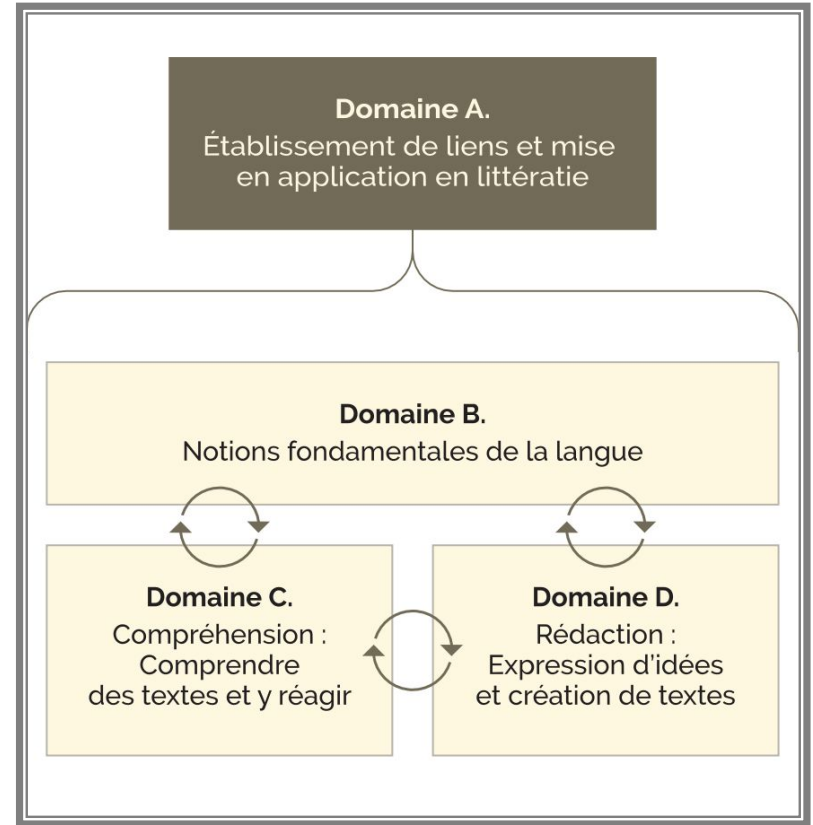 Domaine A.
Établissement de liens et mise
en application en littératie
Domaine B.
Notions fondamentales de la langue
Domaine C.
Compréhension :
Comprendre
des textes et y réagir
Domaine D.
Rédaction :
Expression d’idées
et création de textes